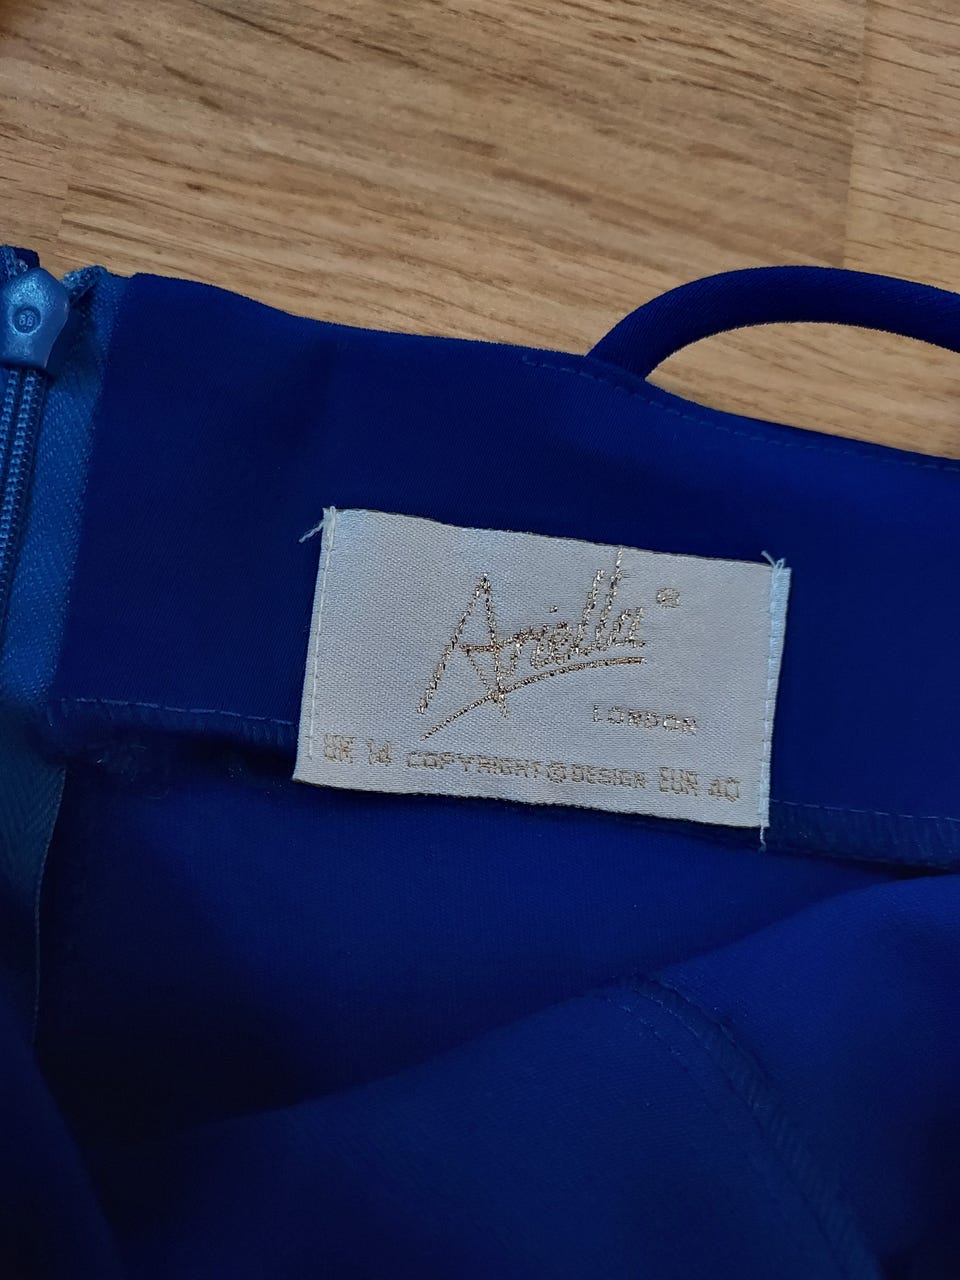 Ariella ®
LONDON
UK 14 COPYRIGHT © DESIGN EUR 40